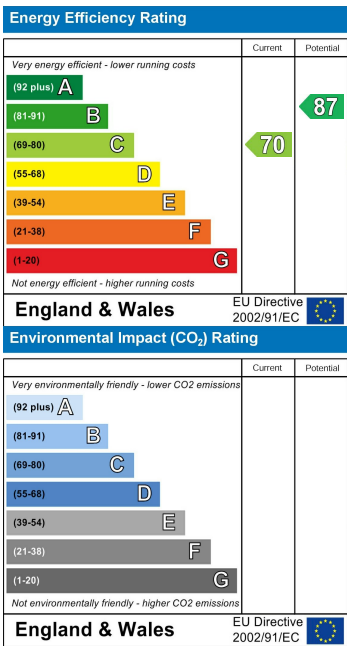 Energy Efficiency Rating
Current Potential
Very energy efficient - lower running costs
(92 plus) A
(81-91) B
(69-80) C
(55-68) D
(39-54) E
(21-38) F
(1-20) G
87
70
Not energy efficient - higher running costs
England & Wales
EU Directive
2002/91/EC
Environmental Impact (CO₂) Rating
Current Potential
Very environmentally friendly - lower CO2 emissions
(92 plus) A
(81-91) B
(69-80) C
(55-68) D
(39-54) E
(21-38) F
(1-20) G
Not environmentally friendly - higher CO2 emissions
England & Wales
EU Directive
2002/91/EC